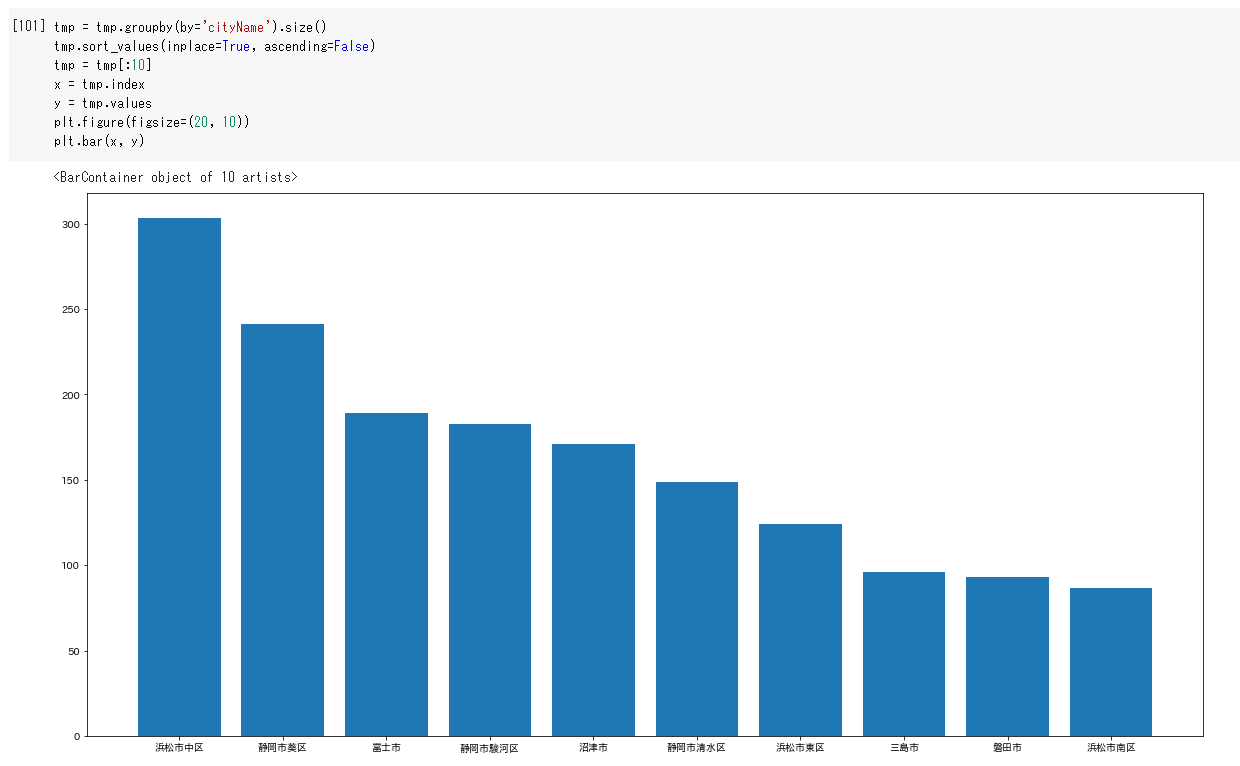 [101] tmp = tmp.groupby(by='cityName').size()
tmp.sort_values(inplace=True, ascending=False)
tmp = tmp[:10]
x = tmp.index
y = tmp.values
plt.figure(figsize=(20, 10))
plt.bar(x, y)
<BarContainer object of 10 artists>
300
250
200
150
100
50
0
浜松市中区 静岡市葵区 富士市 静岡市駿河区 沼津市 静岡市清水区 浜松市東区 三島市 磐田市 浜松市南区